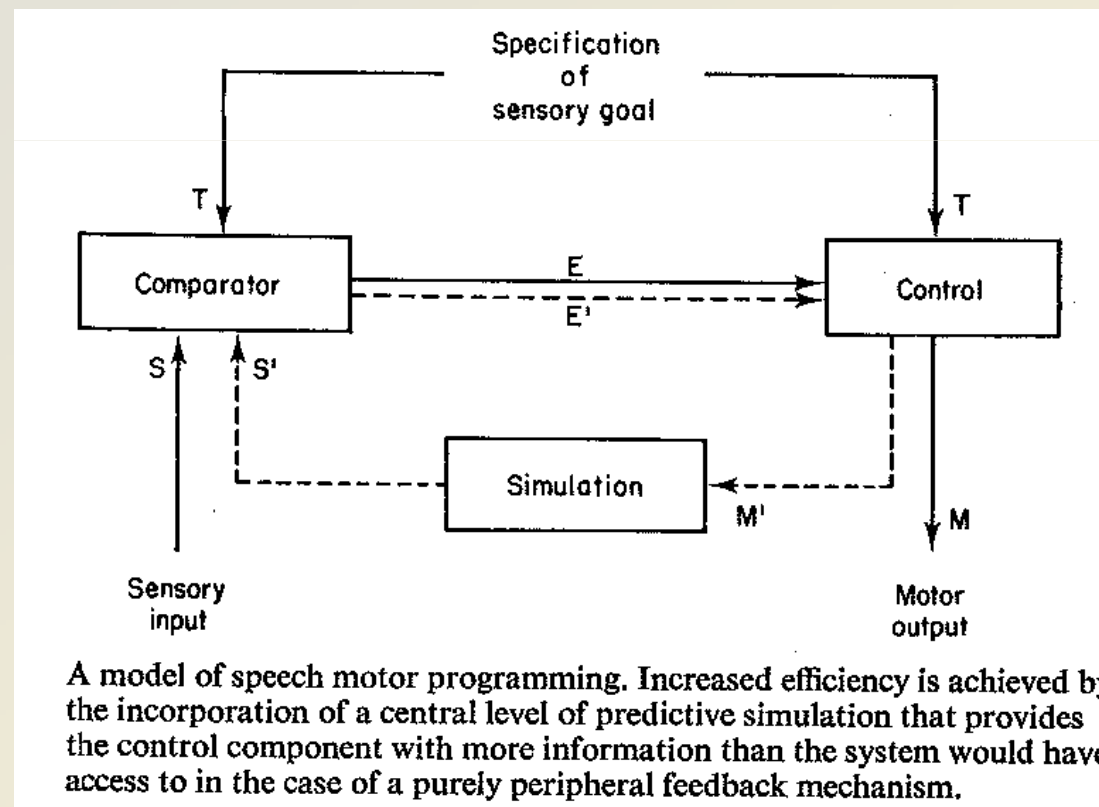 Specification
of
sensory goal
T
T
Comparator
E
E'
Control
S
S'
Simulation
M'
M
Sensory
input
Motor
output
A model of speech motor programming. Increased efficiency is achieved by
the incorporation of a central level of predictive simulation that provides
the control component with more information than the system would have
access to in the case of a purely peripheral feedback mechanism.